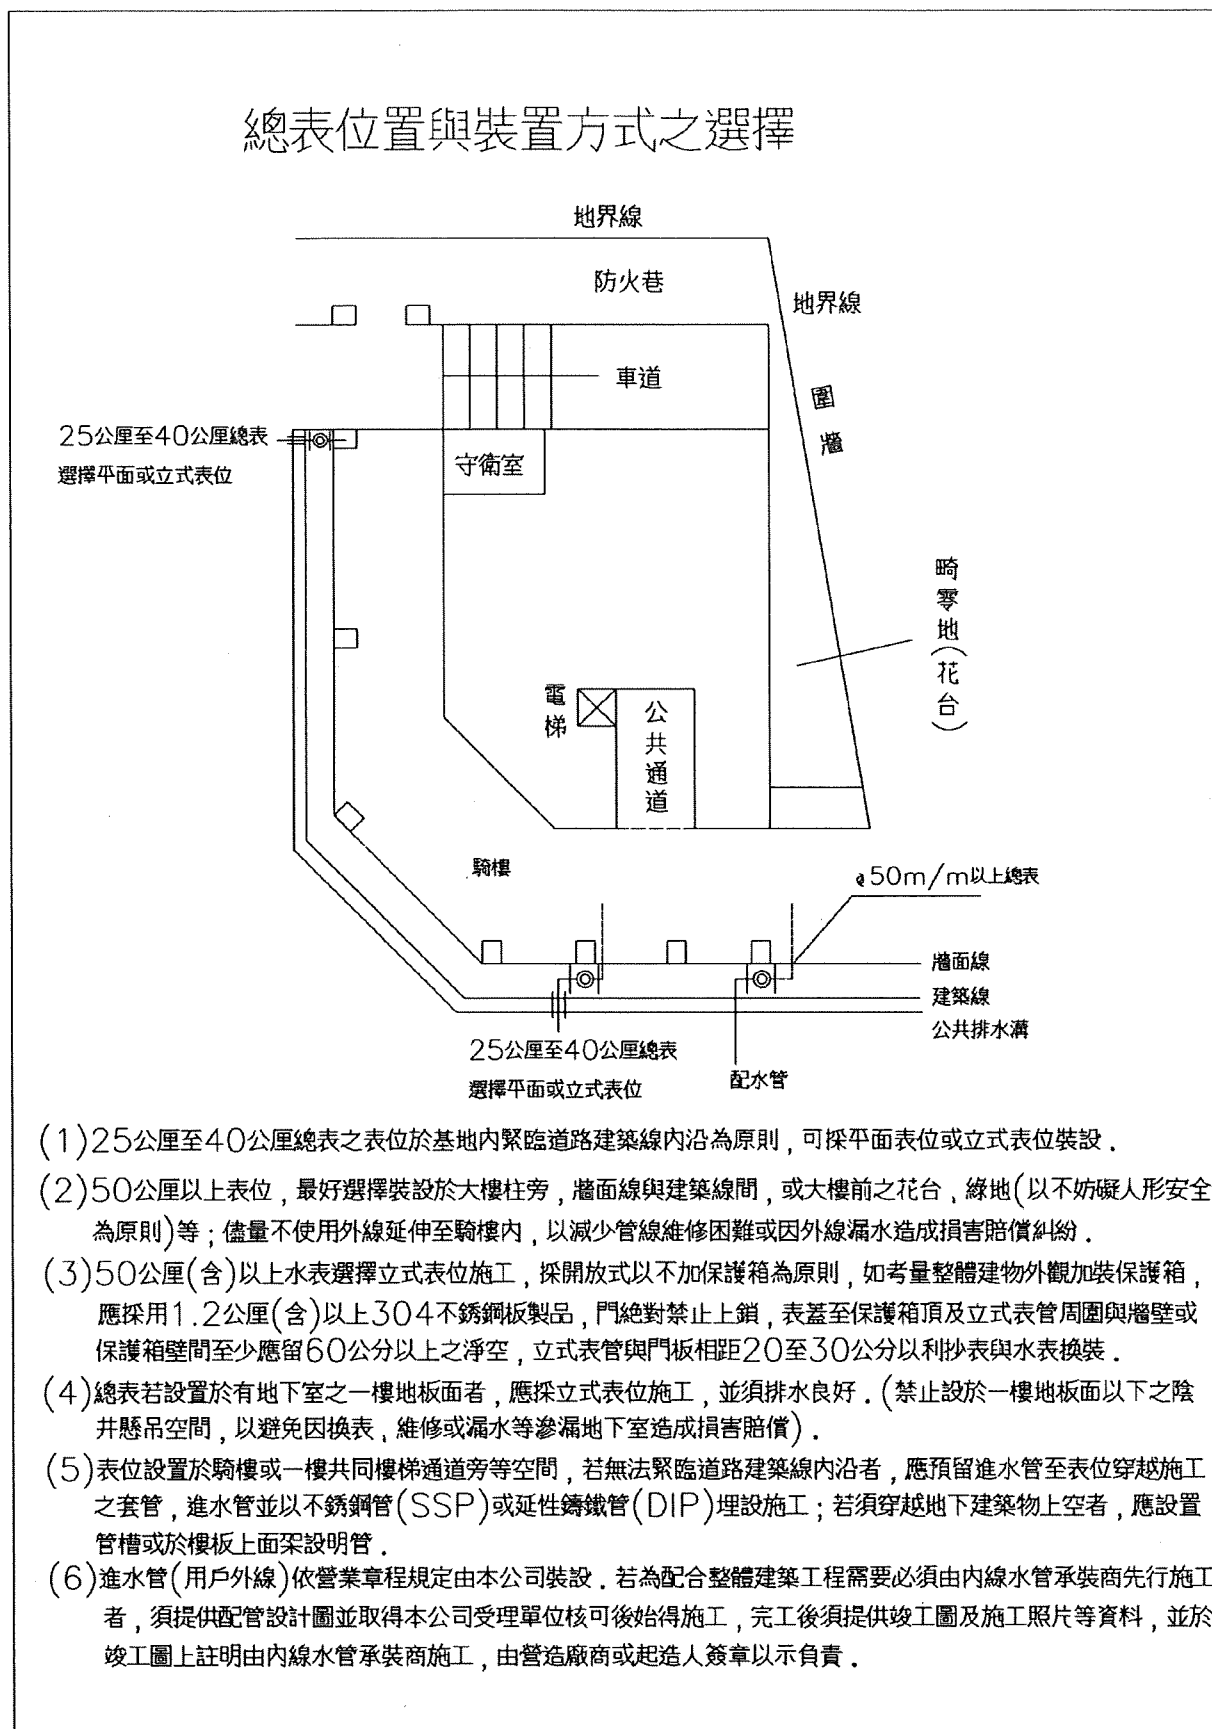 總表位置與裝置方式之選擇
地界線
防火巷
地界線
車道
圍牆
25公厘至40公厘總表
選擇平面或立式表位
守衛室
畸零地(花台)
電梯
公共通道
騎樓
⌀50m/m以上總表
牆面線
建築線
公共排水溝
25公厘至40公厘總表
選擇平面或立式表位
配水管
(1)25公厘至40公厘總表之表位於基地內緊臨道路建築線內沿為原則,可採平面表位或立式表位裝設.
(2)50公厘以上表位,最好選擇裝設於大樓柱旁,牆面線與建築線間,或大樓前之花台、綠地(以不妨礙人形安全
為原則)等;儘量不使用外線延伸至騎樓內,以減少管線維修困難或因外線漏水造成損害賠償糾紛.
(3)50公厘(含)以上水表選擇立式表位施工,採開放式以不加保護箱為原則,如考量整體建物外觀加裝保護箱,
應採用1.2公厘(含)以上304不銹鋼板製品,門絕對禁止上鎖,表蓋至保護箱頂及立式表管周圍與牆壁或
保護箱壁間至少應留60公分以上之淨空,立式表管與門板相距20至30公分以利抄表與水表換裝.
(4)總表若設置於有地下室之一樓地板面者,應採立式表位施工,並須排水良好.(禁止設於一樓地板面以下之陰
井懸吊空間,以避免因換表、維修或漏水等滲漏地下室造成損害賠償).
(5)表位設置於騎樓或一樓共同樓梯通道旁等空間,若無法緊臨道路建築線內沿者,應預留進水管至表位穿越施工
之套管,進水管並以不銹鋼管(SSP)或延性鑄鐵管(DIP)埋設施工;若須穿越地下建築物上空者,應設置
管槽或於樓板上面架設明管.
(6)進水管(用戶外線)依營業章程規定由本公司裝設.若為配合整體建築工程需要必須由內線水管承裝商先行施工
者,須提供配管設計圖並取得本公司受理單位核可後始得施工,完工後須提供竣工圖及施工照片等資料,並於
竣工圖上註明由內線水管承裝商施工,由營造廠商或起造人簽章以示負責.